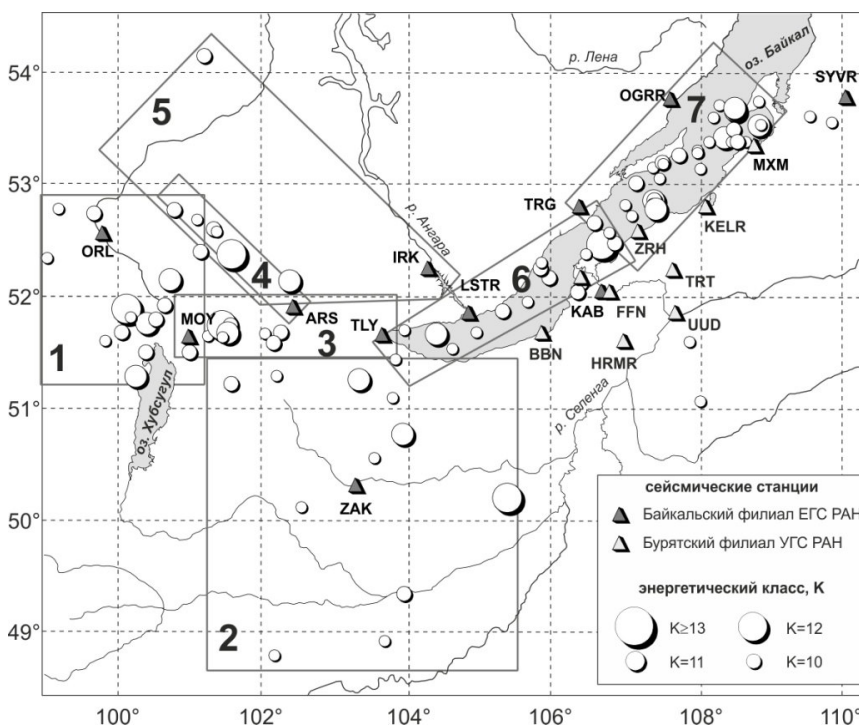 54°
53°
52°
51°
50°
49°
100°
102°
104°
106°
108°
110°
р. Лена
оз. Байкал
SYVR
OGRR
5
7
MXM
р. Ангара
TRG
KELR
ORL
IRK
ZRH
4
6
LSTR
TRT
KAB
FFN
MOY
ARS
TLY
UUD
1
3
BBN
HRMR
оз. Хубсугул
р. Селенга
ZAK
2
сейсмические станции
Байкальский филиал ЕГС РАН
Бурятский филиал УГС РАН
энергетический класс, K
K≥13
K=12
K=11
K=10